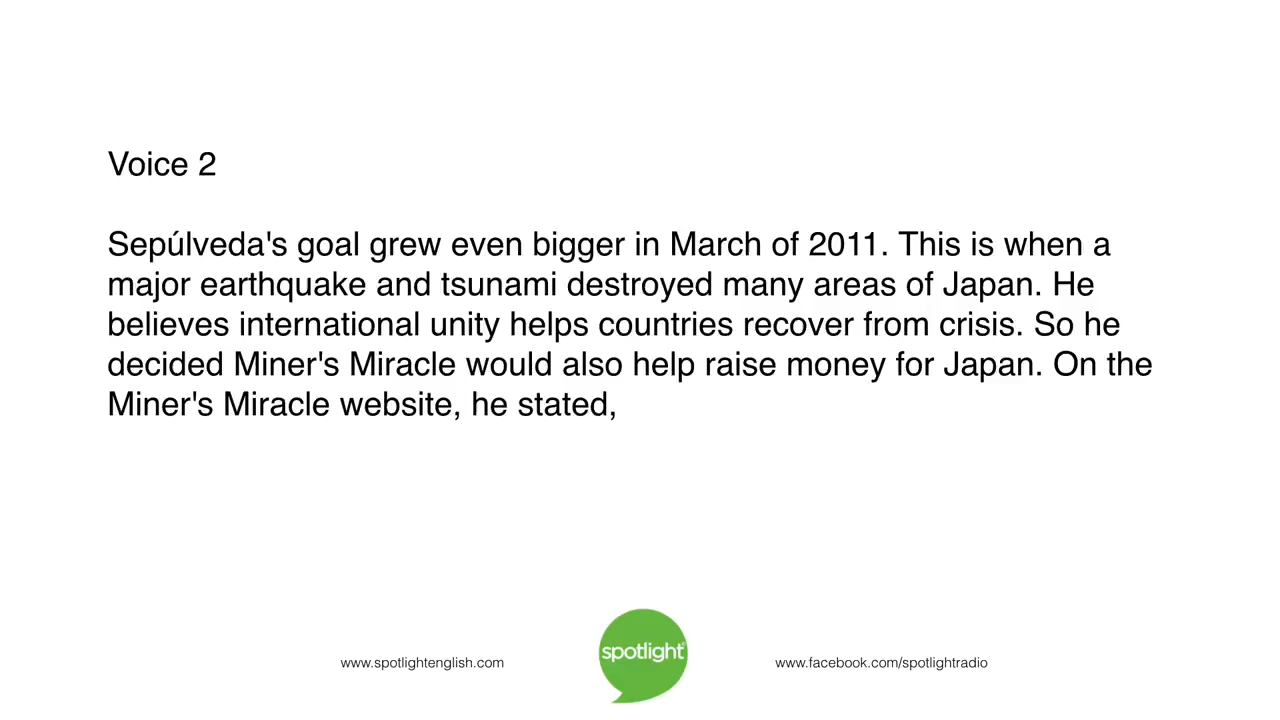 Voice 2
Sepúlveda's goal grew even bigger in March of 2011. This is when a
major earthquake and tsunami destroyed many areas of Japan. He
believes international unity helps countries recover from crisis. So he
decided Miner's Miracle would also help raise money for Japan. On the
Miner's Miracle website, he stated,
www.spotlightenglish.com
spotlight
www.facebook.com/spotlightradio